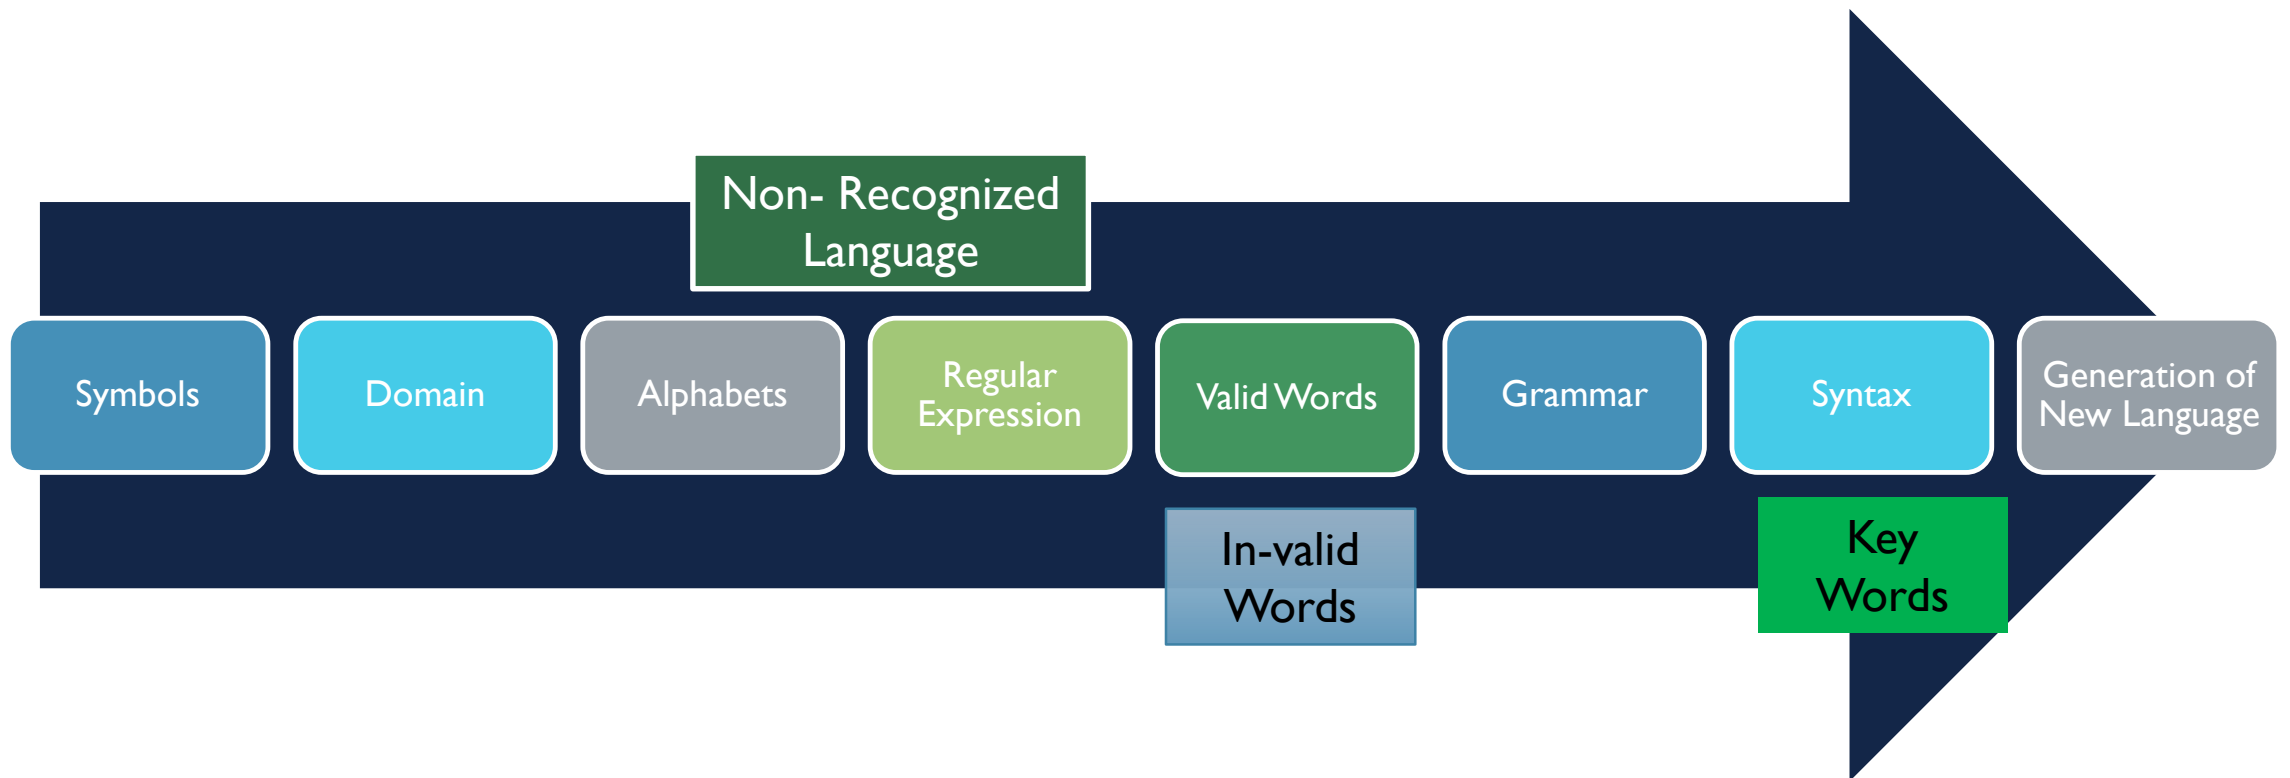 Non- Recognized
Language
Symbols
Domain
Alphabets
Regular
Expression
Valid Words
Grammar
Syntax
Generation of
New Language
In-valid
Words
Key
Words